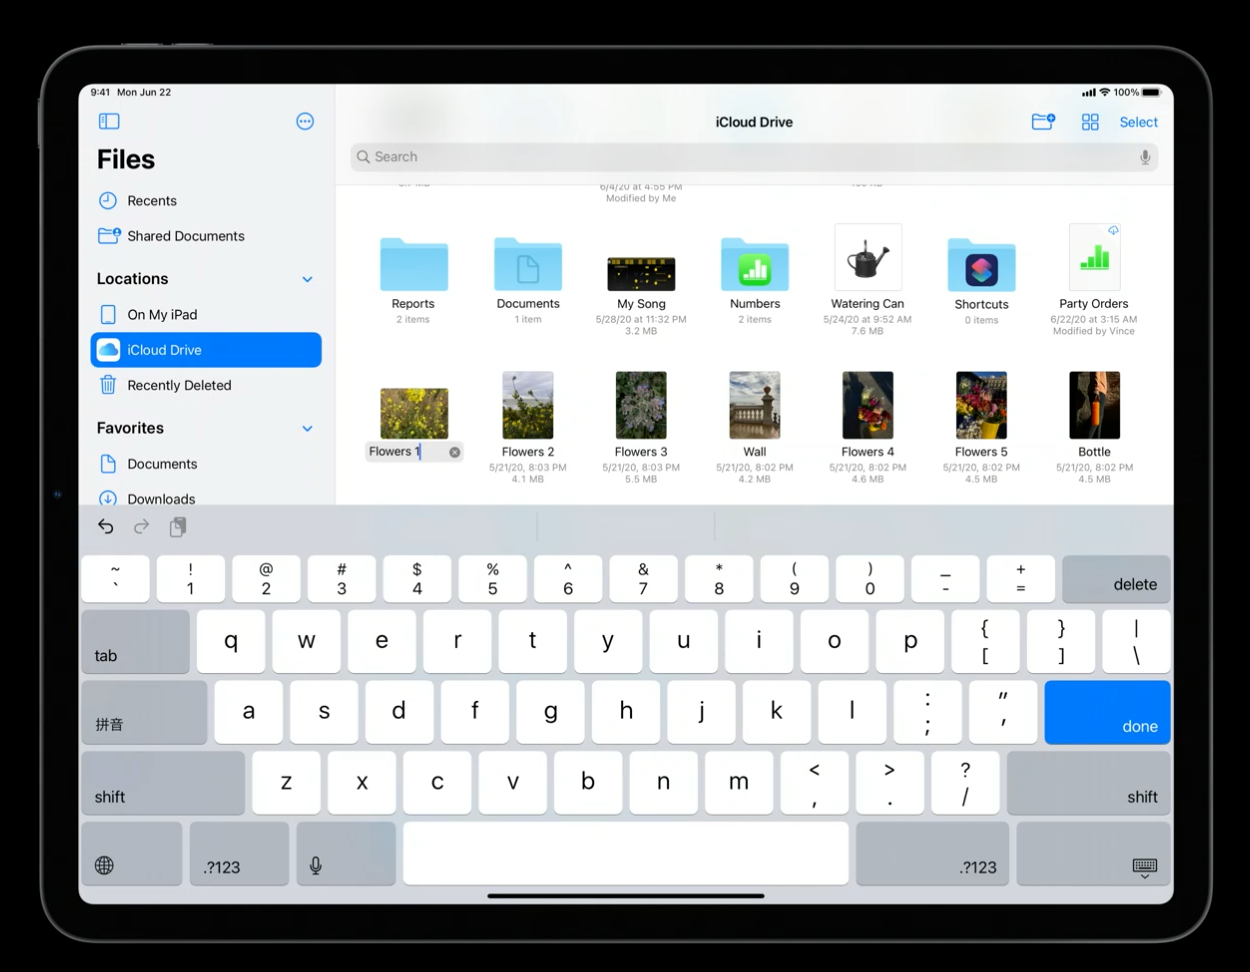 9:41 Mon Jun 22
100%
iCloud Drive
Select
Files
Search
Recents
Shared Documents
Locations
On My iPad
iCloud Drive
Recently Deleted
Favorites
Documents
Downloads
6/4/20 at 4:55 PM
Modified by Me
Reports
2 items
Documents
1 item
My Song
5/28/20 at 11:32 PM
3.2 MB
Numbers
2 items
Watering Can
5/24/20 at 9:52 AM
7.6 MB
Shortcuts
0 items
Party Orders
6/22/20 at 3:15 AM
Modified by Vince
Flowers 1
Flowers 2
5/21/20, 8:03 PM
4.1 MB
Flowers 3
5/21/20, 8:03 PM
5.5 MB
Wall
5/21/20, 8:02 PM
4.2 MB
Flowers 4
5/21/20, 8:02 PM
4.6 MB
Flowers 5
5/21/20, 8:02 PM
4.5 MB
Bottle
5/21/20, 8:02 PM
4.5 MB
~ ! @ # $ % ^ & * ( ) _ +
` 1 2 3 4 5 6 7 8 9 0 - = delete
tab q w e r t y u i o p { [ } ] | \
拼音 a s d f g h j k l : ; " ' done
shift z x c v b n m < , > . ? / shift
.?123 .?123